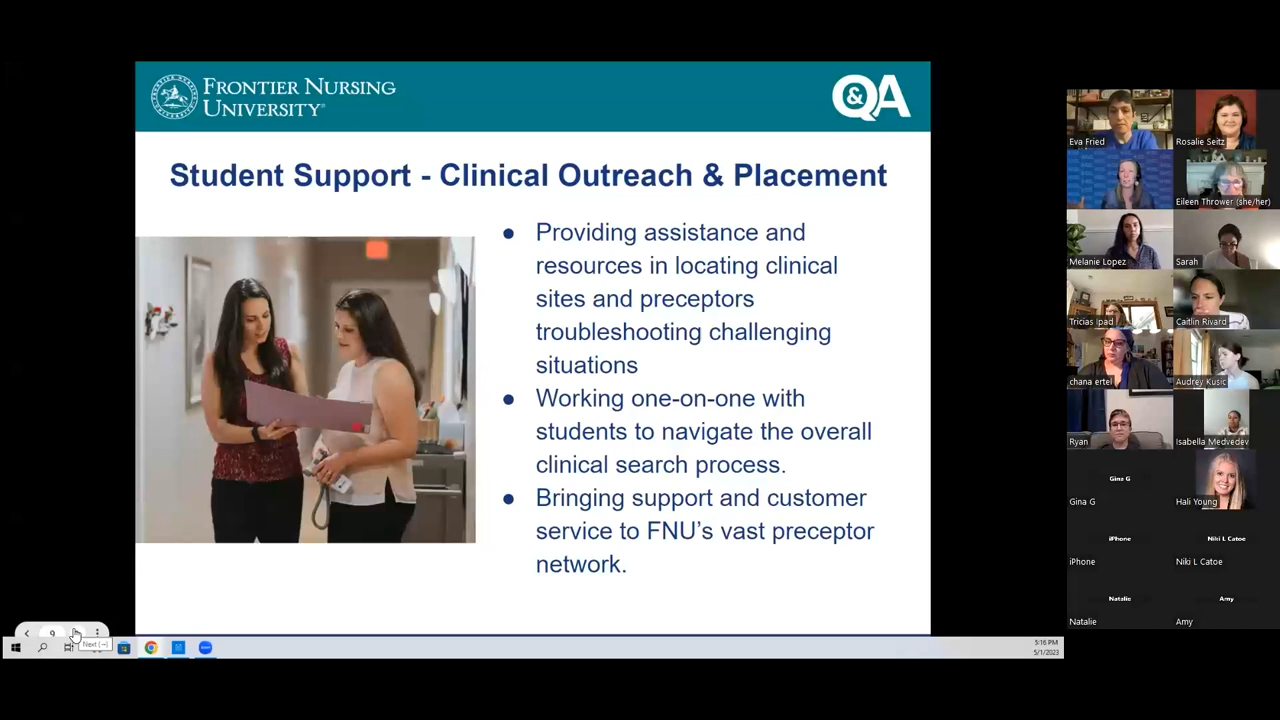 FRONTIER NURSING
UNIVERSITY
Q&A
Student Support - Clinical Outreach & Placement
Providing assistance and
resources in locating clinical
sites and preceptors
troubleshooting challenging
situations
Working one-on-one with
students to navigate the overall
clinical search process.
Bringing support and customer
service to FNU's vast preceptor
network.
9
Next (→)
5:16 PM
5/1/2023
Eva Fried
Rosalie Seitz
Eileen Thrower (she/her)
Melanie Lopez
Sarah
Tricias Ipad
Caitlin Rivard
chana ertel
Audrey Kusic
Ryan
Isabella Medvedev
Gina G
Gina G
Hali Young
iPhone
Niki L Catoe
iPhone
Niki L Catoe
Natalie
Amy
Natalie
Amy